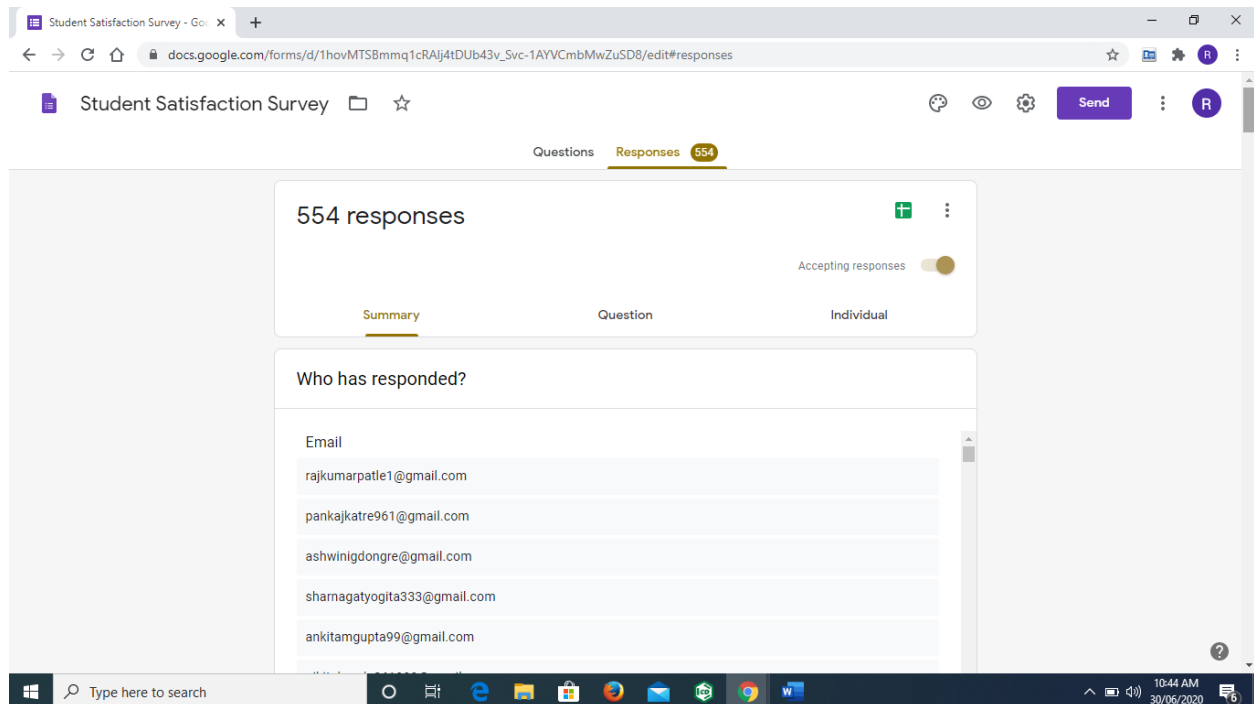 Student Satisfaction Survey - Goo
docs.google.com/forms/d/1hovMTSBmmq1cRAIj4tDUb43v_Svc-1AYVCmbMwZuSD8/edit#responses
R
Student Satisfaction Survey
Send
R
Questions
Responses 554
554 responses
Accepting responses
Summary
Question
Individual
Who has responded?
Email
rajkumarpatle1@gmail.com
pankajkatre961@gmail.com
ashwinigdongre@gmail.com
sharnagatyogita333@gmail.com
ankitamgupta99@gmail.com
Type here to search
10:44 AM
30/06/2020
6